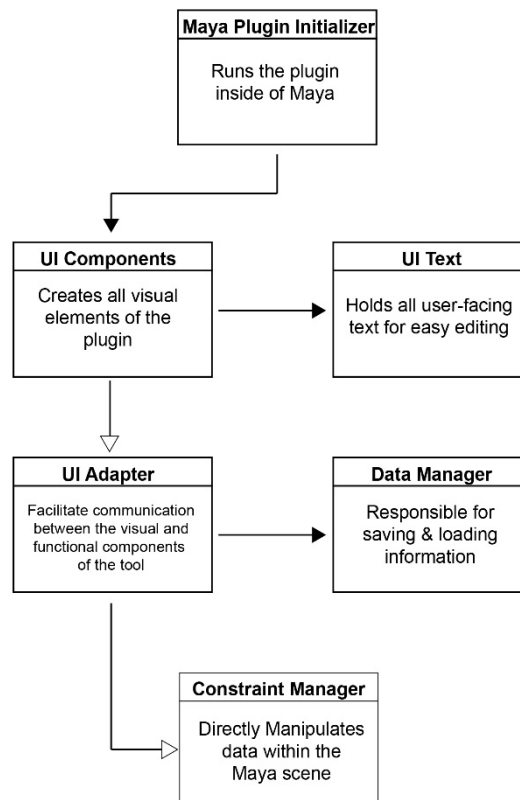 Maya Plugin Initializer
Runs the plugin
inside of Maya
UI Components
Creates all visual
elements of the
plugin
UI Text
Holds all user-facing
text for easy editing
UI Adapter
Facilitate communication
between the visual and
functional components
of the tool
Data Manager
Responsible for
saving & loading
information
Constraint Manager
Directly Manipulates
data within the
Maya scene